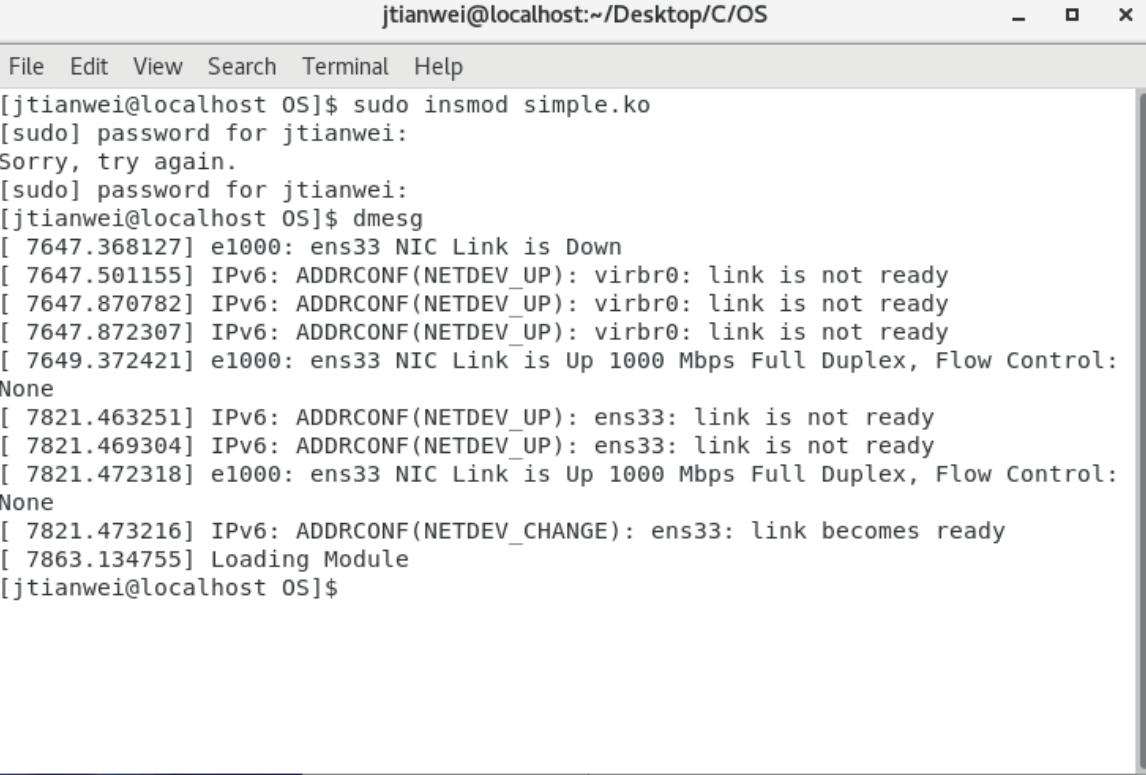 jtianwei@localhost:~/Desktop/C/OS
File Edit View Search Terminal Help
[jtianwei@localhost OS]$ sudo insmod simple.ko
[sudo] password for jtianwei:
Sorry, try again.
[sudo] password for jtianwei:
[jtianwei@localhost OS]$ dmesg
[ 7647.368127] e1000: ens33 NIC Link is Down
[ 7647.501155] IPv6: ADDRCONF(NETDEV_UP): virbr0: link is not ready
[ 7647.870782] IPv6: ADDRCONF(NETDEV_UP): virbr0: link is not ready
[ 7647.872307] IPv6: ADDRCONF(NETDEV_UP): virbr0: link is not ready
[ 7649.372421] e1000: ens33 NIC Link is Up 1000 Mbps Full Duplex, Flow Control:
None
[ 7821.463251] IPv6: ADDRCONF(NETDEV_UP): ens33: link is not ready
[ 7821.469304] IPv6: ADDRCONF(NETDEV_UP): ens33: link is not ready
[ 7821.472318] e1000: ens33 NIC Link is Up 1000 Mbps Full Duplex, Flow Control:
None
[ 7821.473216] IPv6: ADDRCONF(NETDEV_CHANGE): ens33: link becomes ready
[ 7863.134755] Loading Module
[jtianwei@localhost OS]$